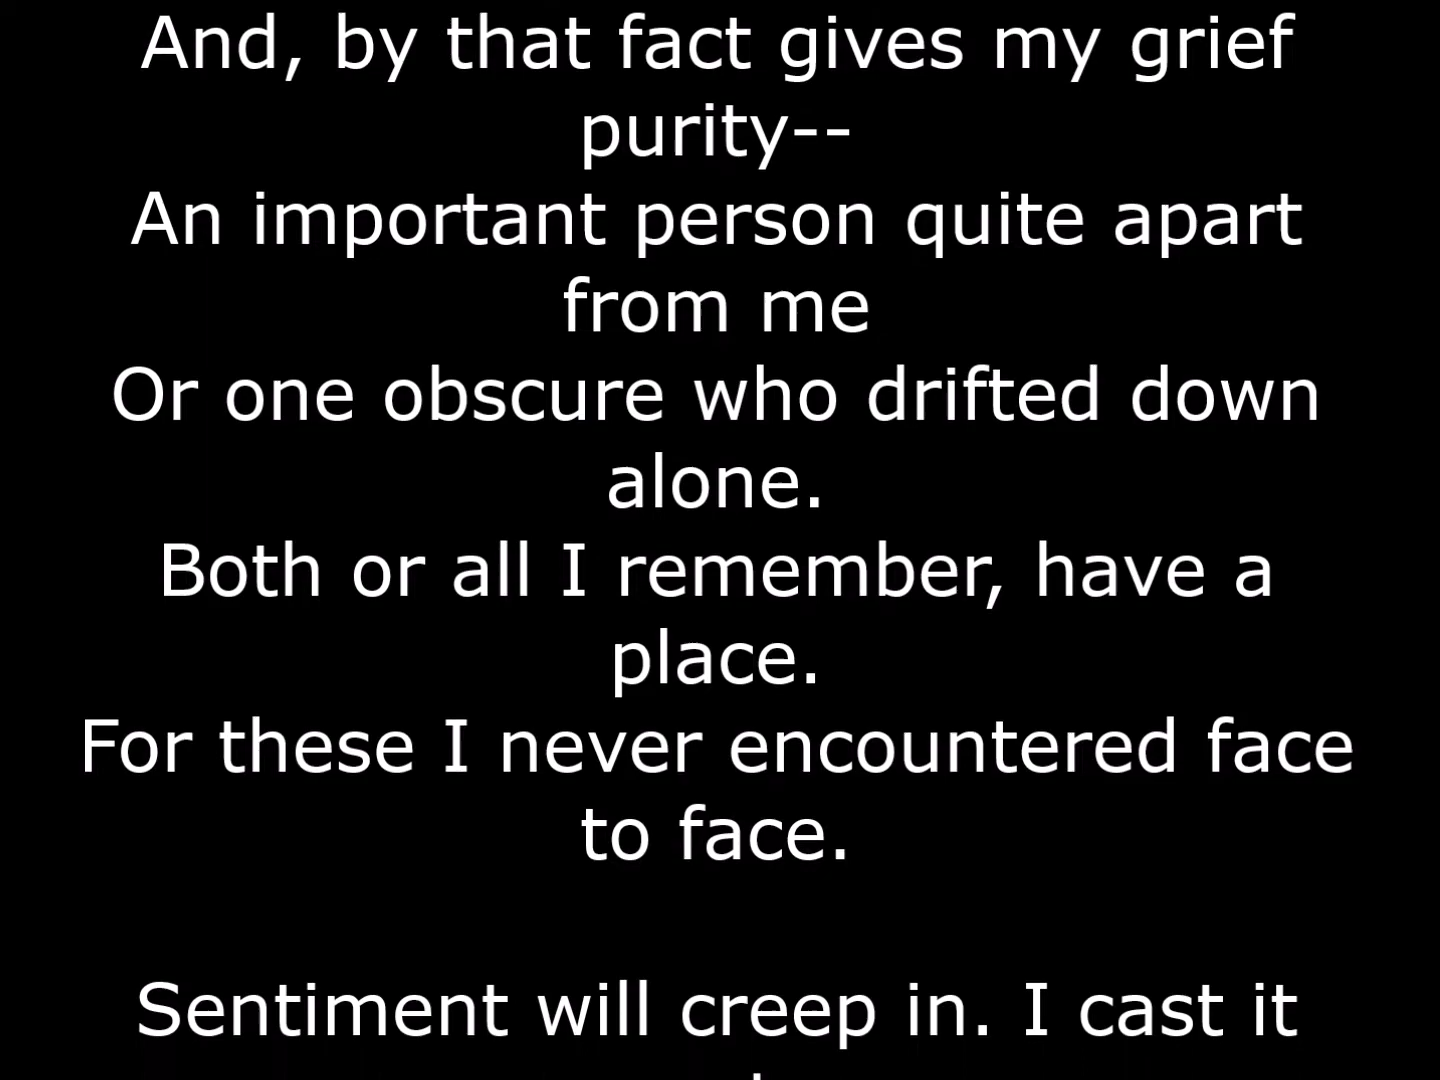 And, by that fact gives my grief
purity--
An important person quite apart
from me
Or one obscure who drifted down
alone.
Both or all I remember, have a
place.
For these I never encountered face
to face.
Sentiment will creep in. I cast it